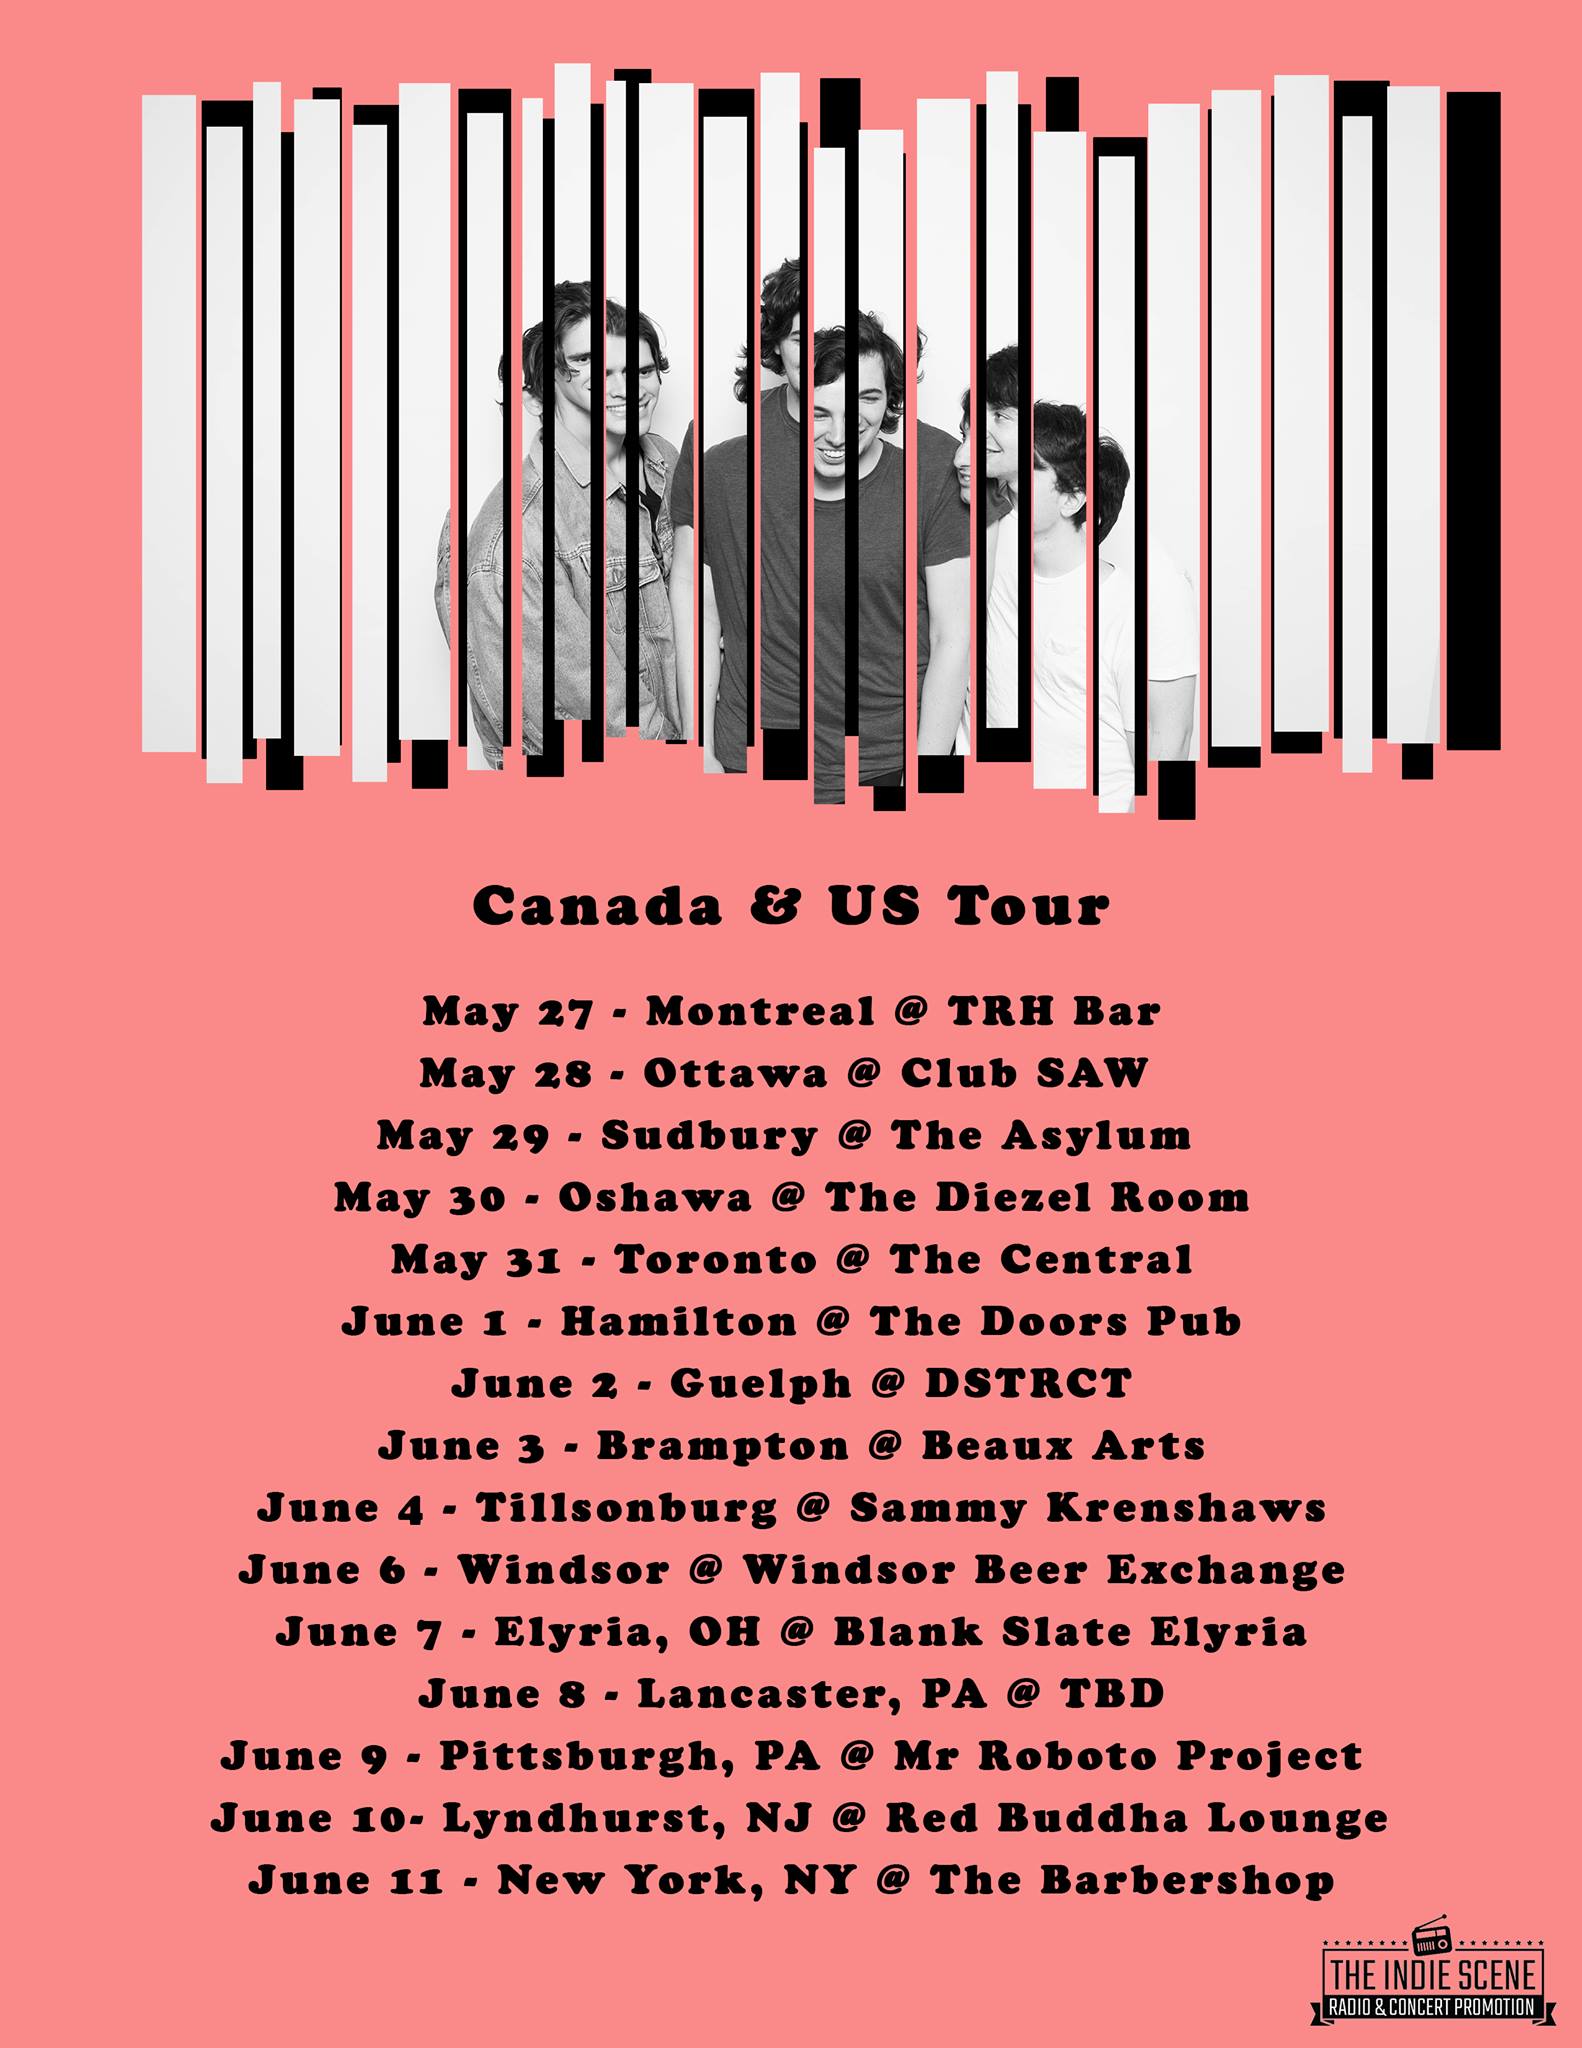 Canada & US Tour
May 27 - Montreal @ TRH Bar
May 28 - Ottawa @ Club SAW
May 29 - Sudbury @ The Asylum
May 30 - Oshawa @ The Diezel Room
May 31 - Toronto @ The Central
June 1 - Hamilton @ The Doors Pub
June 2 - Guelph @ DSTRCT
June 3 - Brampton @ Beaux Arts
June 4 - Tillsonburg @ Sammy Krenshaws
June 6 - Windsor @ Windsor Beer Exchange
June 7 - Elyria, OH @ Blank Slate Elyria
June 8 - Lancaster, PA @ TBD
June 9 - Pittsburgh, PA @ Mr Roboto Project
June 10- Lyndhurst, NJ @ Red Buddha Lounge
June 11 - New York, NY @ The Barbershop
THE INDIE SCENE
RADIO & CONCERT PROMOTION